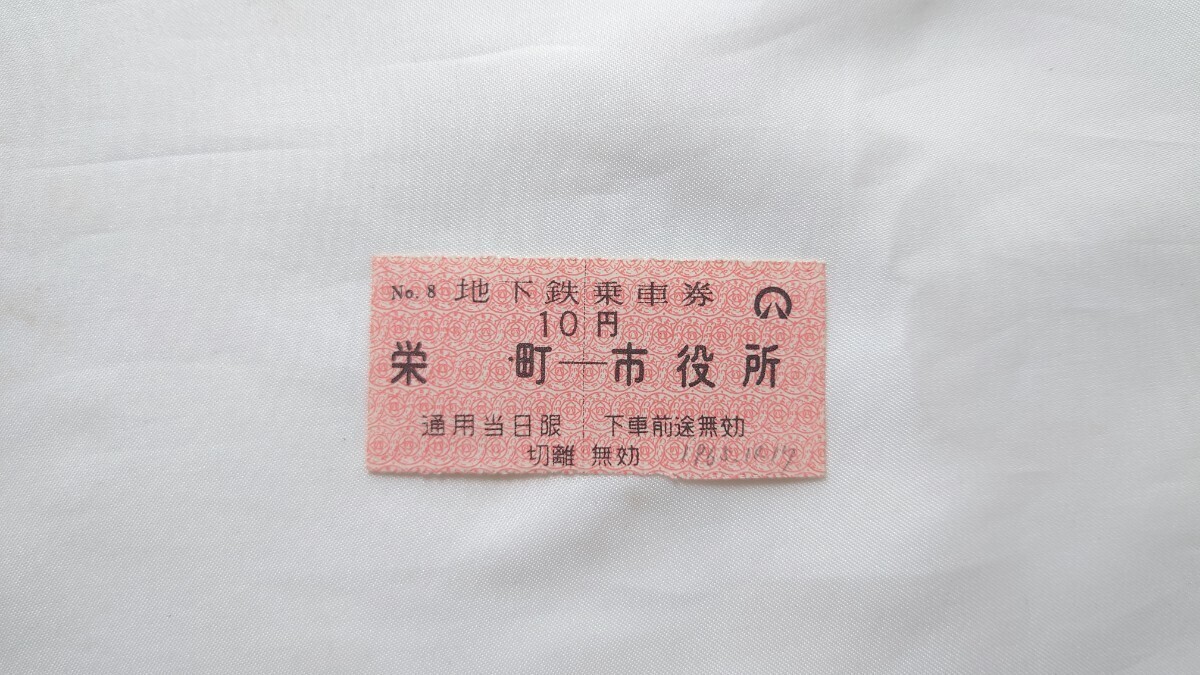 No. 8 地下鉄乗車券
10円
栄町―市役所
通用当日限 下車前途無効
切離無効